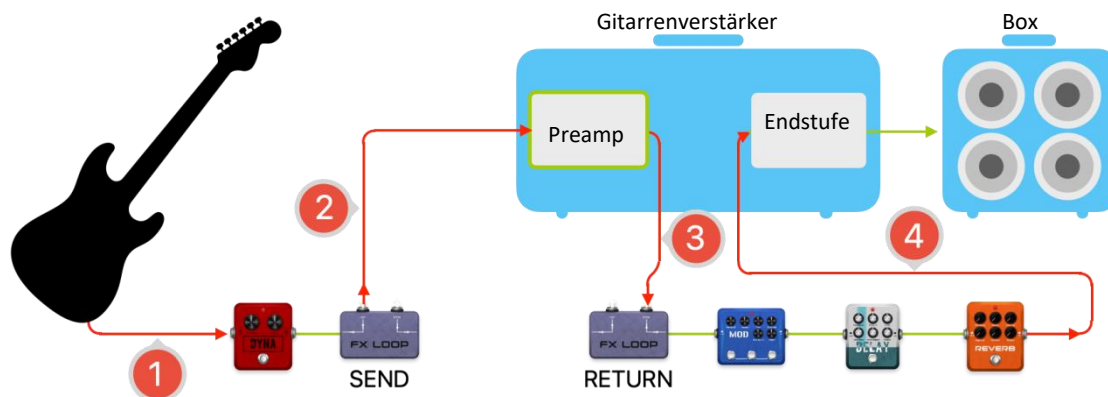 Gitarrenverstärker
Box
Preamp
Endstufe
2
3
4
1
DYNA
FX LOOP
SEND
FX LOOP
RETURN
MOD
DELAY
REVERB